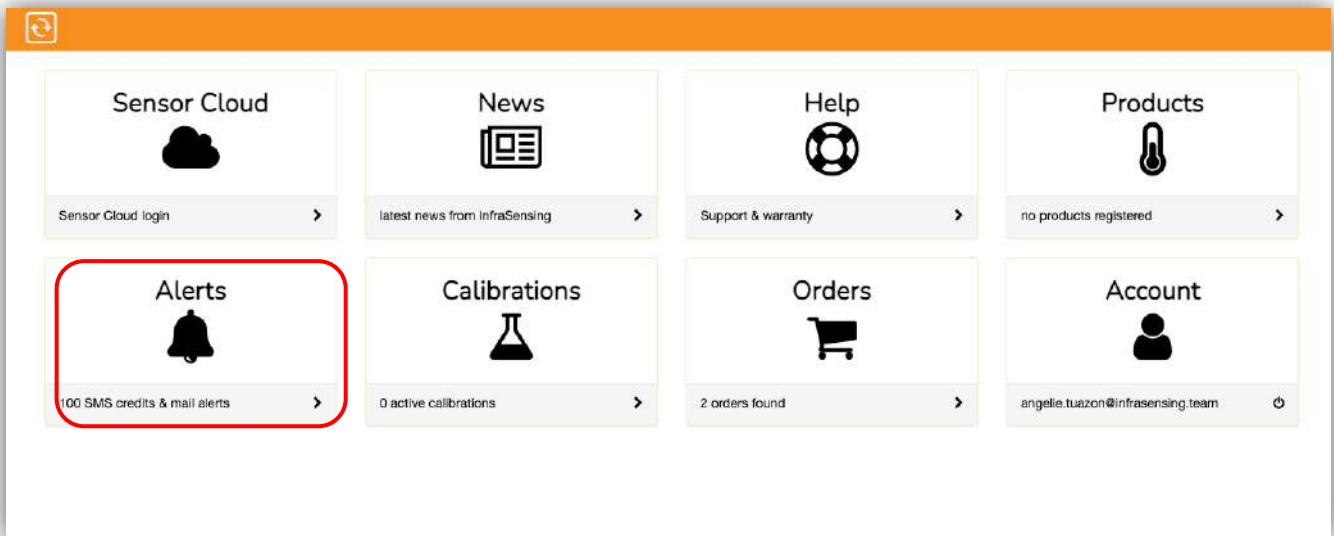 Sensor Cloud
Sensor Cloud login
News
latest news from InfraSensing
Help
Support & warranty
Products
no products registered
Alerts
100 SMS credits & mail alerts
Calibrations
0 active calibrations
Orders
2 orders found
Account
angelie.tuazon@infrasensing.team